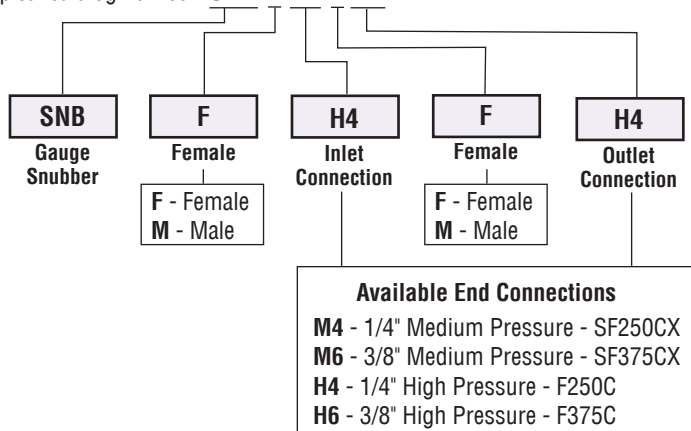 SNB F H4 F H4
Gauge Snubber
Female
Inlet Connection
Female
Outlet Connection
F - Female
M - Male
F - Female
M - Male
Available End Connections
M4 - 1/4" Medium Pressure - SF250CX
M6 - 3/8" Medium Pressure - SF375CX
H4 - 1/4" High Pressure - F250C
H6 - 3/8" High Pressure - F375C